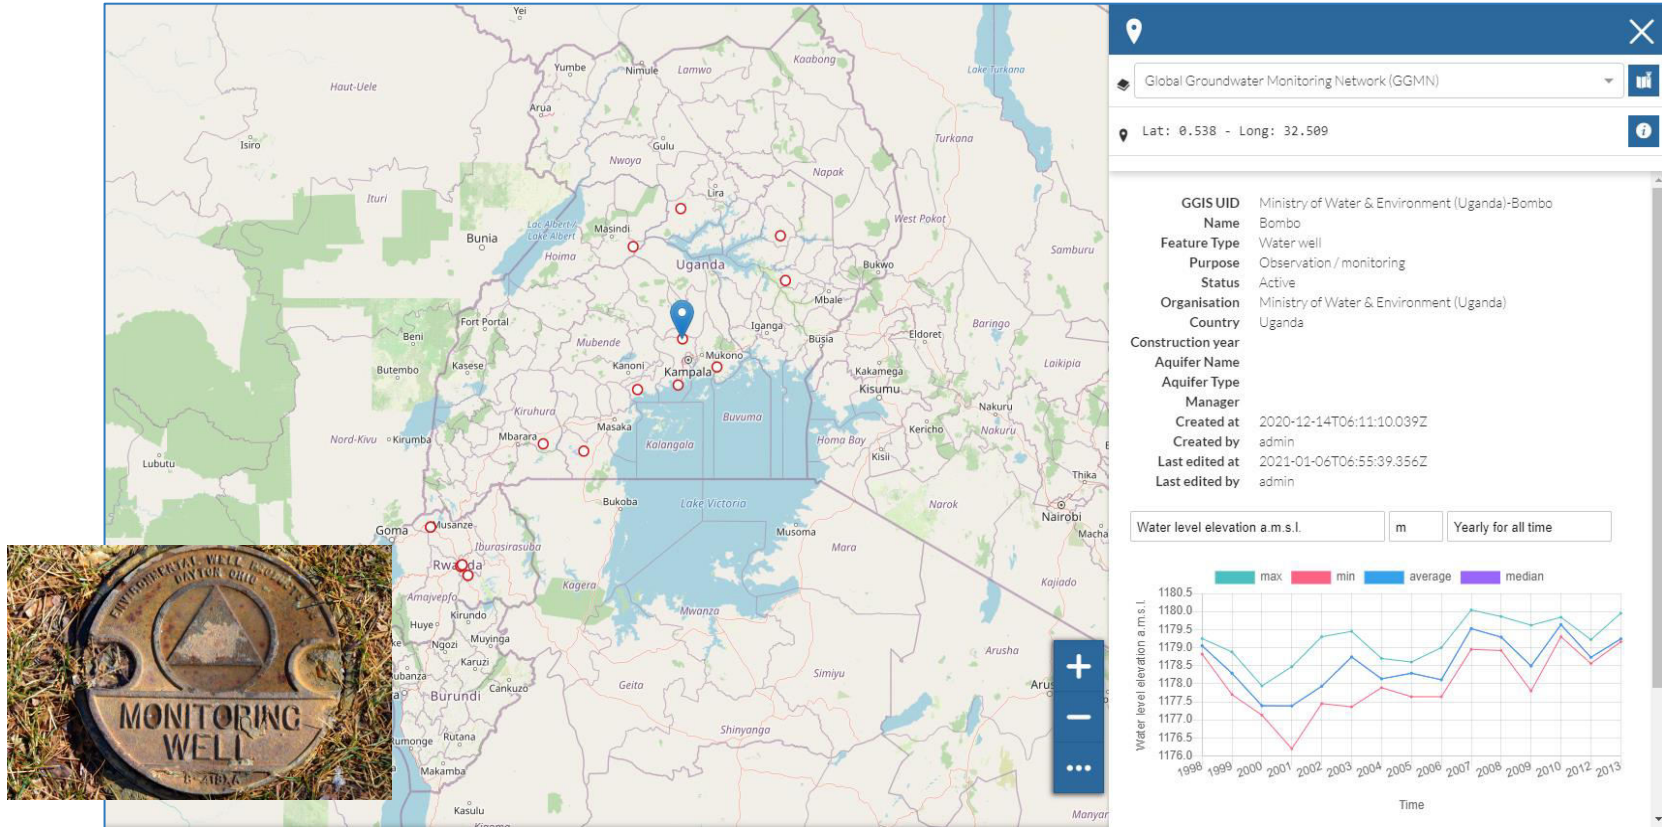 Yei
Yumbe
Nimule
Lamwo
Kaabong
Lake Turkana
Haut-Uele
Arua
Isiro
Gulu
Turkana
Nwoya
Napak
Ituri
Lira
West Pokot
Lac Albert /
Lake Albert
Masindi
Bunia
Samburu
Hoima
Uganda
Bukwo
Mbale
Fort Portal
Iganga
Baringo
Beni
Mubende
Busia
Eldoret
Mukono
Laikipia
Butembo
Kasese
Kanoni
Kampala
Kakamega
Kisumu
Kiruhura
Buvuma
Nakuru
Masaka
Nord-Kivu
Kirumba
Mbarara
Kalangala
Homa Bay
Kericho
Nakuru
Kisii
Lubutu
Thika
Bukoba
Lake Victoria
Narok
Nairobi
Goma
Musanze
Musoma
Macha
Iburasirasuba
Mara
Rwanda
Kagera
Kajiado
Amajyepfo
Mwanza
Kirundo
Huye
Muyinga
Ngozi
Arusha
Karuzi
ubanza
Simiyu
Burundi
Cankuzo
Geita
Arus
Rumonge
Rutana
Shinyanga
Makamba
Kasulu
Kigoma
Manyar
+
−
...
DAYTON OHIO
MONITORING
WELL
Global Groundwater Monitoring Network (GGMN)
Lat: 0.538 - Long: 32.509
GGIS UID Ministry of Water & Environment (Uganda)-Bombo
Name Bombo
Feature Type Water well
Purpose Observation / monitoring
Status Active
Organisation Ministry of Water & Environment (Uganda)
Country Uganda
Construction year
Aquifer Name
Aquifer Type
Manager
Created at 2020-12-14T06:11:10.039Z
Created by admin
Last edited at 2021-01-06T06:55:39.356Z
Last edited by admin
Water level elevation a.m.s.l. m Yearly for all time
max min average median
Water level elevation a.m.s.l.
1180.5
1180.0
1179.5
1179.0
1178.5
1178.0
1177.5
1177.0
1176.5
1176.0
1998 1999 2000 2001 2002 2003 2004 2005 2006 2007 2008 2009 2010 2012 2013
Time